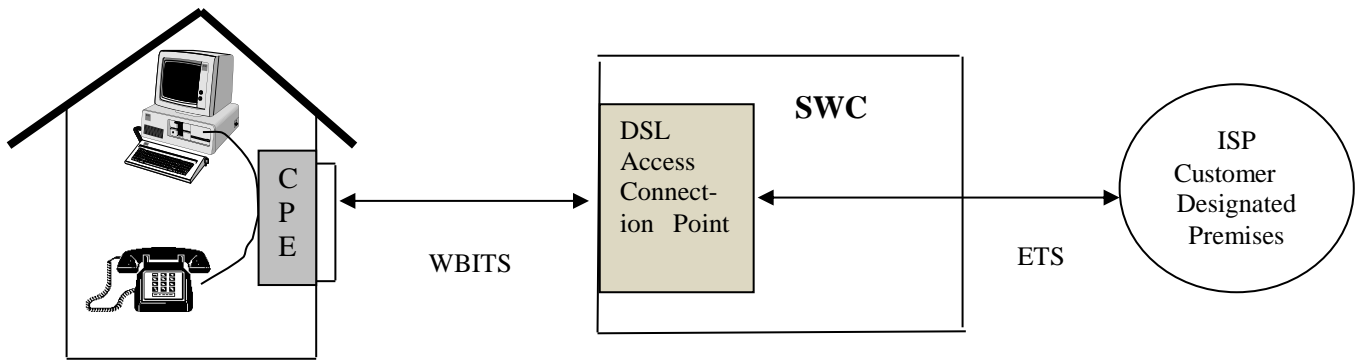 C
P
E
WBITS
DSL
Access
Connect-
ion Point
SWC
ETS
ISP
Customer
Designated
Premises